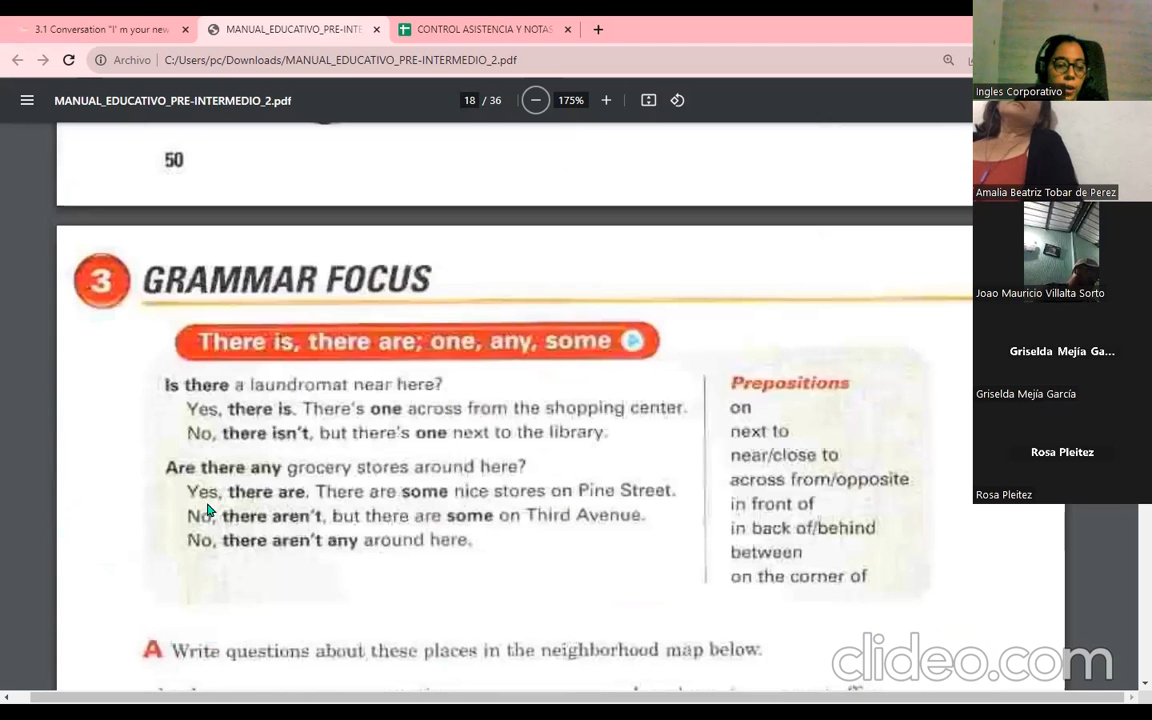 3.1 Conversation "I' m your new
MANUAL_EDUCATIVO_PRE-INTE
CONTROL ASISTENCIA Y NOTAS
Archivo
C:/Users/pc/Downloads/MANUAL_EDUCATIVO_PRE-INTERMEDIO_2.pdf
MANUAL_EDUCATIVO_PRE-INTERMEDIO_2.pdf
18 / 36
175%
50
3 GRAMMAR FOCUS
There is, there are; one, any, some
Is there a laundromat near here?
Yes, there is. There's one across from the shopping center.
No, there isn't, but there's one next to the library.
Are there any grocery stores around here?
Yes, there are. There are some nice stores on Pine Street.
No, there aren't, but there are some on Third Avenue.
No, there aren't any around here.
Prepositions
on
next to
near/close to
across from/opposite
in front of
in back of/behind
between
on the corner of
A Write questions about these places in the neighborhood map below.
Ingles Corporativo
Amalia Beatriz Tobar de Perez
Joao Mauricio Villalta Sorto
Griselda Mejía Ga...
Griselda Mejía García
Rosa Pleitez
Rosa Pleitez
clideo.com